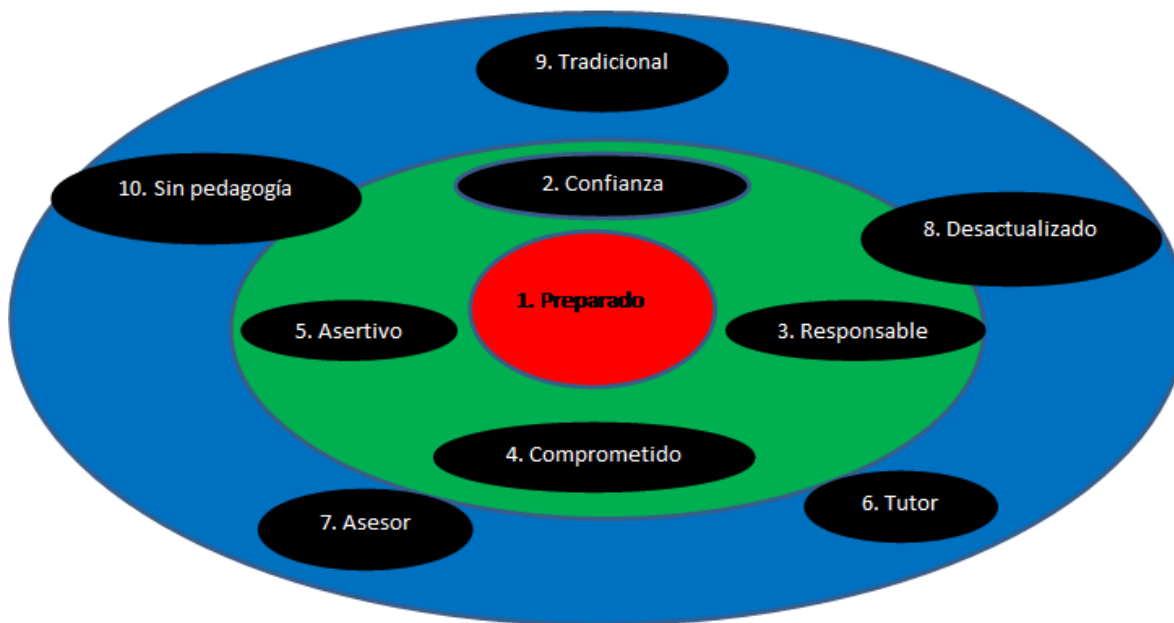 9. Tradicional
10. Sin pedagogía
2. Confianza
8. Desactualizado
1. Preparado
5. Asertivo
3. Responsable
4. Comprometido
7. Asesor
6. Tutor